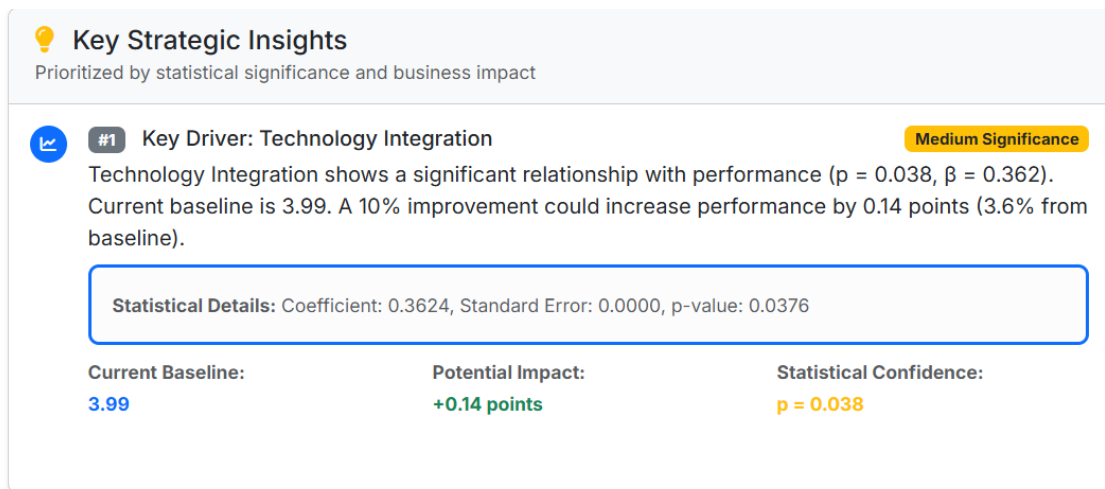 Key Strategic Insights
Prioritized by statistical significance and business impact
#1 Key Driver: Technology Integration Medium Significance
Technology Integration shows a significant relationship with performance (p = 0.038, β = 0.362).
Current baseline is 3.99. A 10% improvement could increase performance by 0.14 points (3.6% from
baseline).
Statistical Details: Coefficient: 0.3624, Standard Error: 0.0000, p-value: 0.0376
Current Baseline: Potential Impact: Statistical Confidence:
3.99 +0.14 points p = 0.038